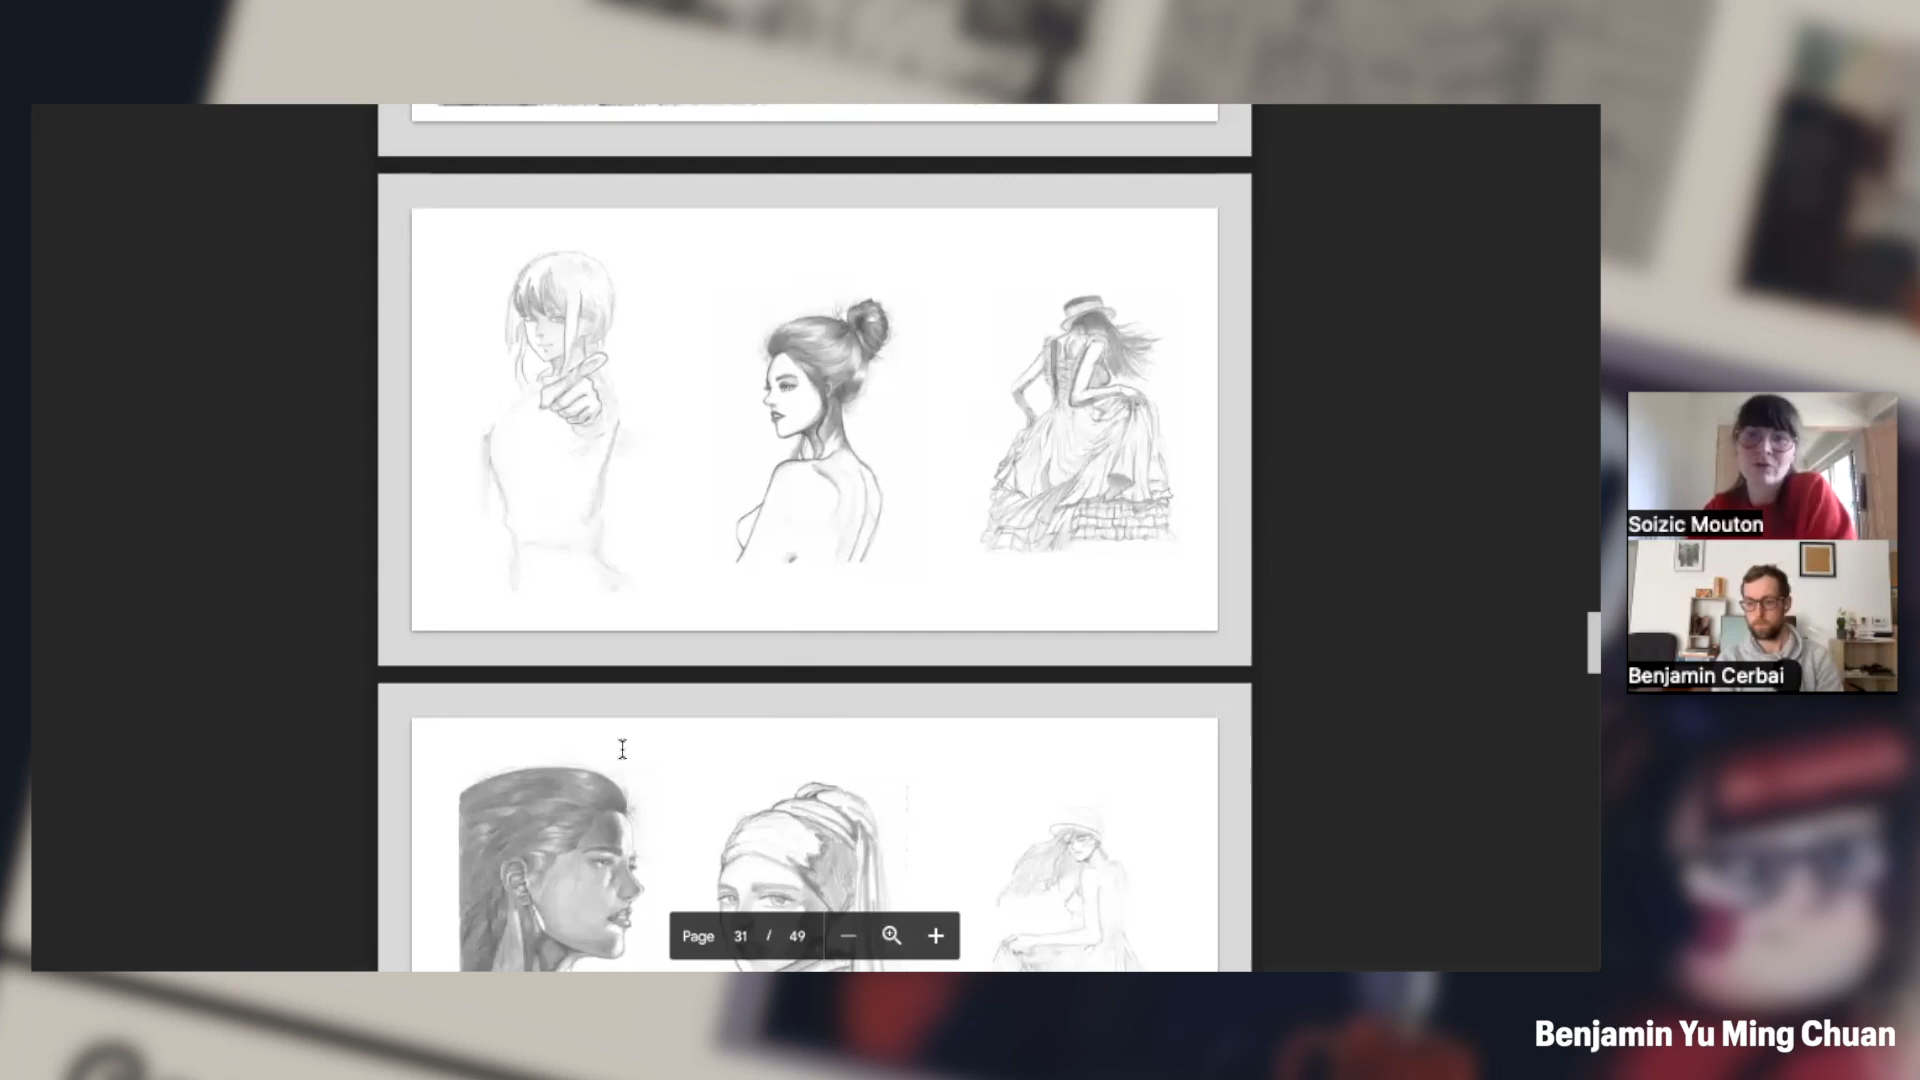 Soizic Mouton
Benjamin Cerbai
Page 31 / 49
Benjamin Yu Ming Chuan